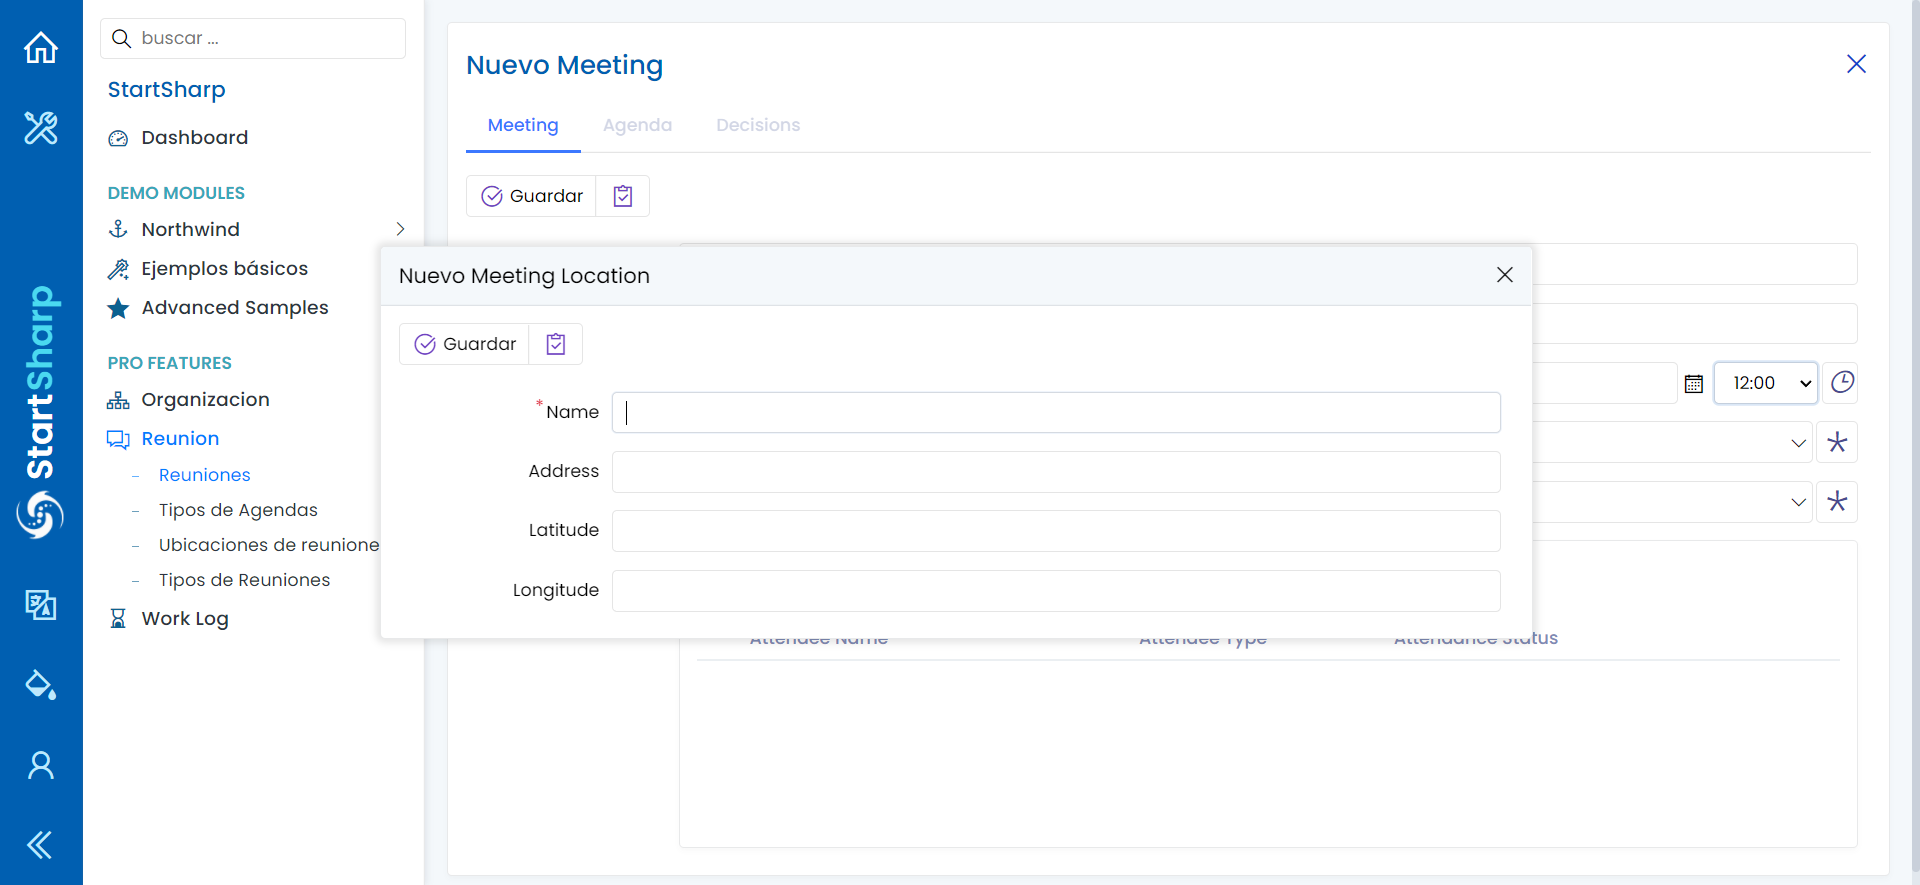 buscar ...
StartSharp
Dashboard
DEMO MODULES
Northwind
Ejemplos básicos
Advanced Samples
PRO FEATURES
Organizacion
Reunion
Reuniones
Tipos de Agendas
Ubicaciones de reunione
Tipos de Reuniones
Work Log
StartSharp
Nuevo Meeting
Meeting Agenda Decisions
Guardar
12:00
Nuevo Meeting Location
Guardar
* Name
Address
Latitude
Longitude
Attendee Name Attendee Type Attendance Status